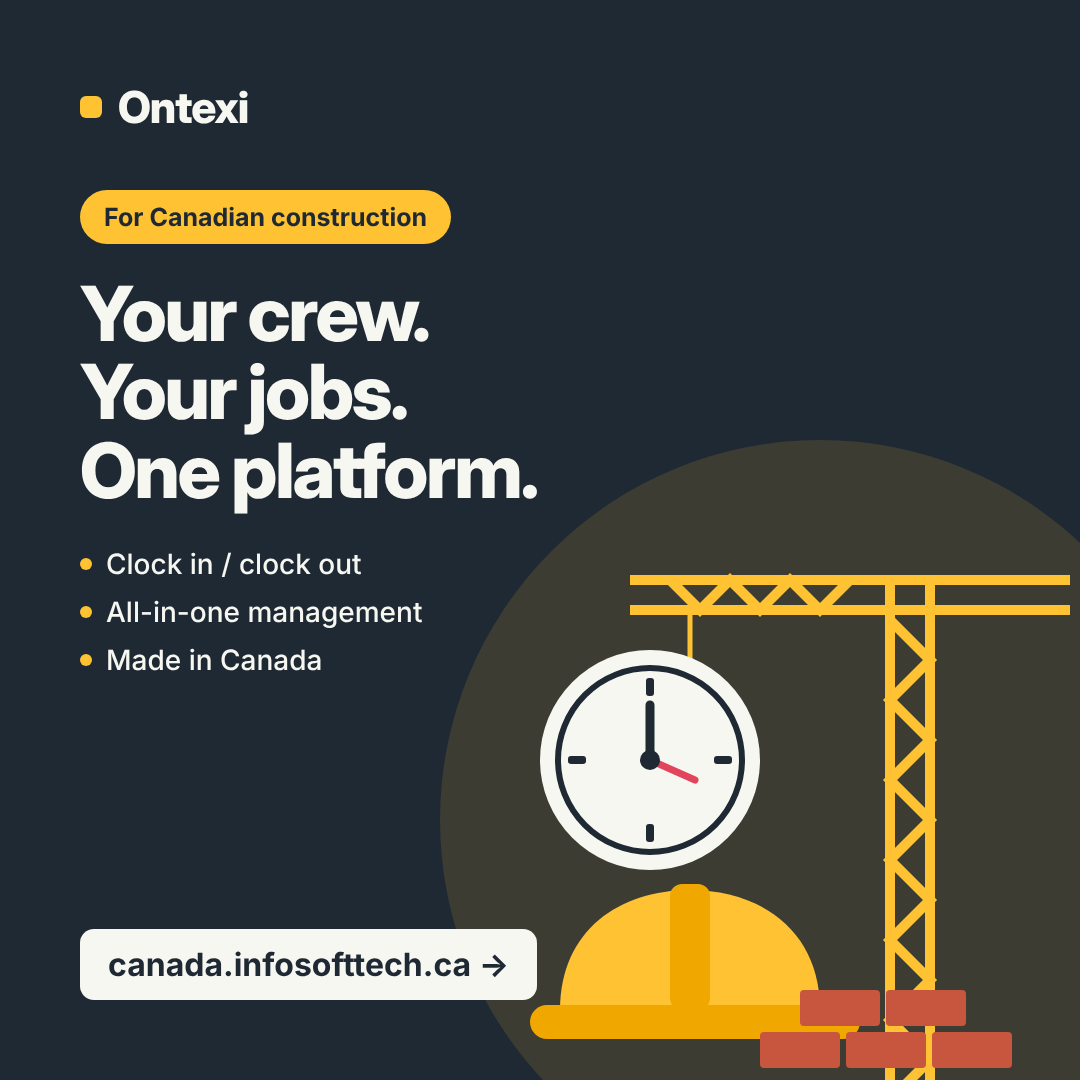 Ontexi
For Canadian construction
Your crew.
Your jobs.
One platform.
Clock in / clock out
All-in-one management
Made in Canada
canada.infosofttech.ca →